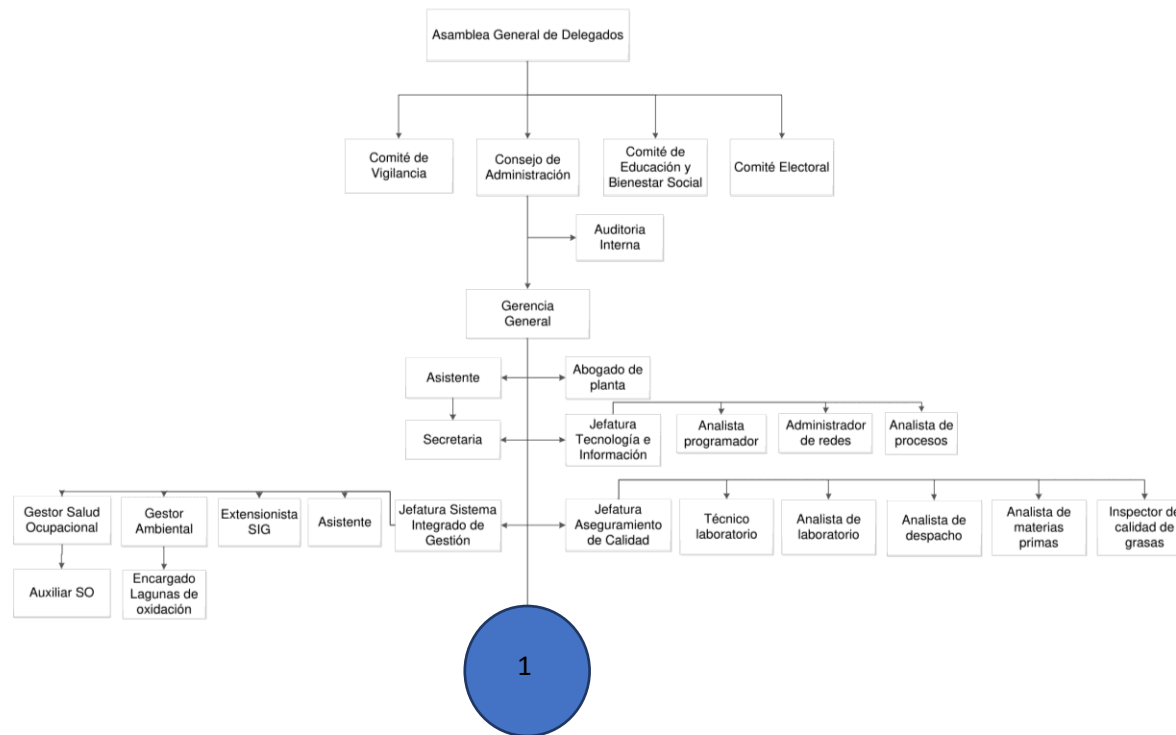 Asamblea General de Delegados
Comité de
Vigilancia
Consejo de
Administración
Comité de
Educación y
Bienestar Social
Comité Electoral
Auditoria
Interna
Gerencia
General
Asistente
Abogado de
planta
Secretaria
Jefatura
Tecnología e
Información
Analista
programador
Administrador
de redes
Analista de
procesos
Gestor Salud
Ocupacional
Gestor
Ambiental
Extensionista
SIG
Asistente
Jefatura Sistema
Integrado de
Gestión
Jefatura
Aseguramiento
de Calidad
Técnico
laboratorio
Analista de
laboratorio
Analista de
despacho
Analista de
materias
primas
Inspector de
calidad de
grasas
Auxiliar SO
Encargado
Lagunas de
oxidación
1